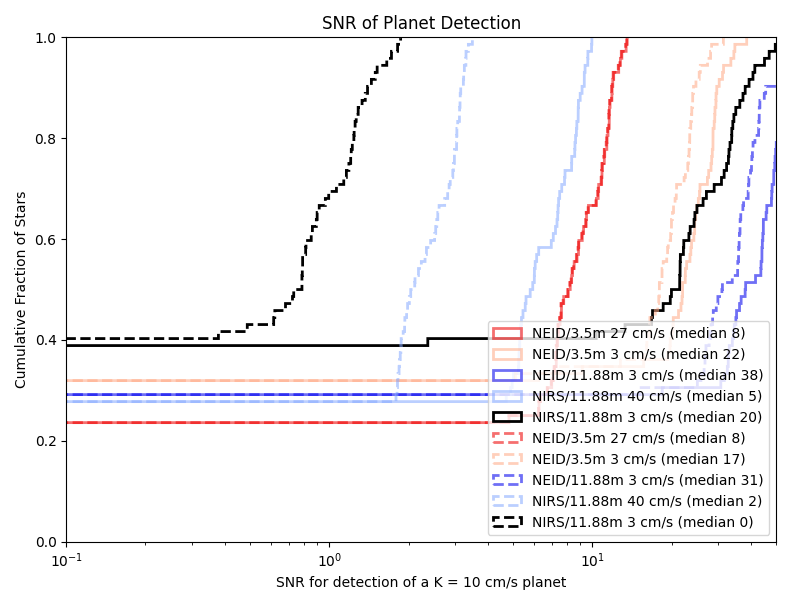 SNR of Planet Detection
Cumulative Fraction of Stars
1.0
0.8
0.6
0.4
0.2
0.0
NEID/3.5m 27 cm/s (median 8)
NEID/3.5m 3 cm/s (median 22)
NEID/11.88m 3 cm/s (median 38)
NIRS/11.88m 40 cm/s (median 5)
NIRS/11.88m 3 cm/s (median 20)
NEID/3.5m 27 cm/s (median 8)
NEID/3.5m 3 cm/s (median 17)
NEID/11.88m 3 cm/s (median 31)
NIRS/11.88m 40 cm/s (median 2)
NIRS/11.88m 3 cm/s (median 0)
10⁻¹ 10⁰ 10¹
SNR for detection of a K = 10 cm/s planet